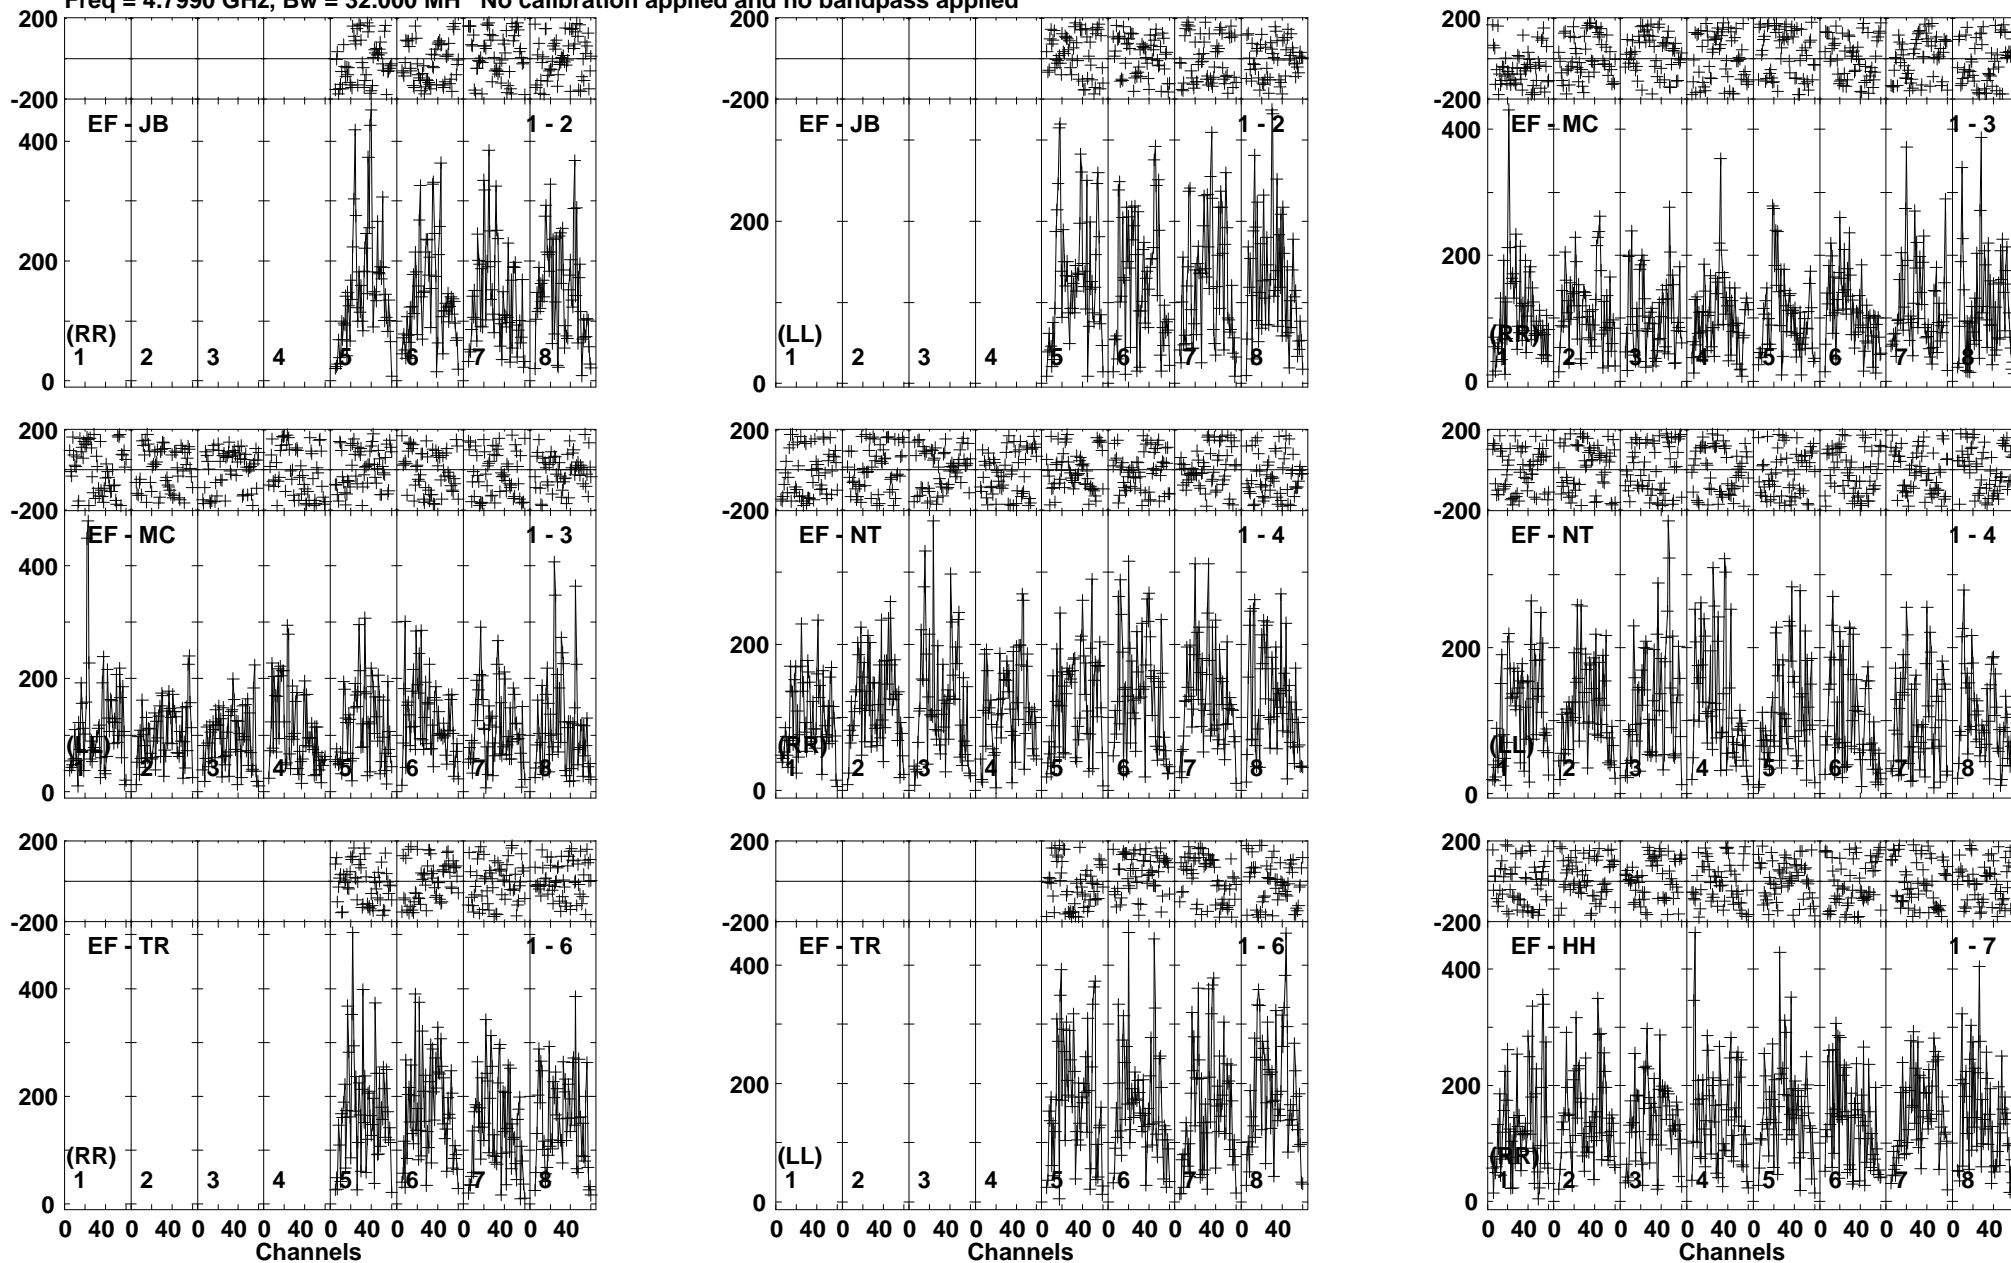 Freq = 4.7990 GHz, Bw = 32.000 MH No calibration applied and no bandpass applied
200 200 200
-200 -200 -200
EF - JB 1 - 2 EF - JB 1 - 2 EF - MC 1 - 3
400 400
200 200 200
(RR) (LL) (RR)
1 2 3 4 5 6 7 8 1 2 3 4 5 6 7 8 1 2 3 4 5 6 7 8
0 0 0
200 200 200
-200 -200 -200
EF - MC 1 - 3 EF - NT 1 - 4 EF - NT 1 - 4
400
200 200 200
(LL) (RR) (LL)
1 2 3 4 5 6 7 8 1 2 3 4 5 6 7 8 1 2 3 4 5 6 7 8
0 0 0
200 200 200
-200 -200 -200
EF - TR 1 - 6 EF - TR 1 - 6 EF - HH 1 - 7
400 400 400
200 200 200
(RR) (LL) (RR)
1 2 3 4 5 6 7 8 1 2 3 4 5 6 7 8 1 2 3 4 5 6 7 8
0 0 0
0 40 0 40 0 40 0 40 0 40 0 40 0 40 0 40 0 40 0 40 0 40 0 40 0 40 0 40 0 40 0 40 0 40 0 40 0 40 0 40 0 40 0 40 0 40 0 40
Channels Channels Channels